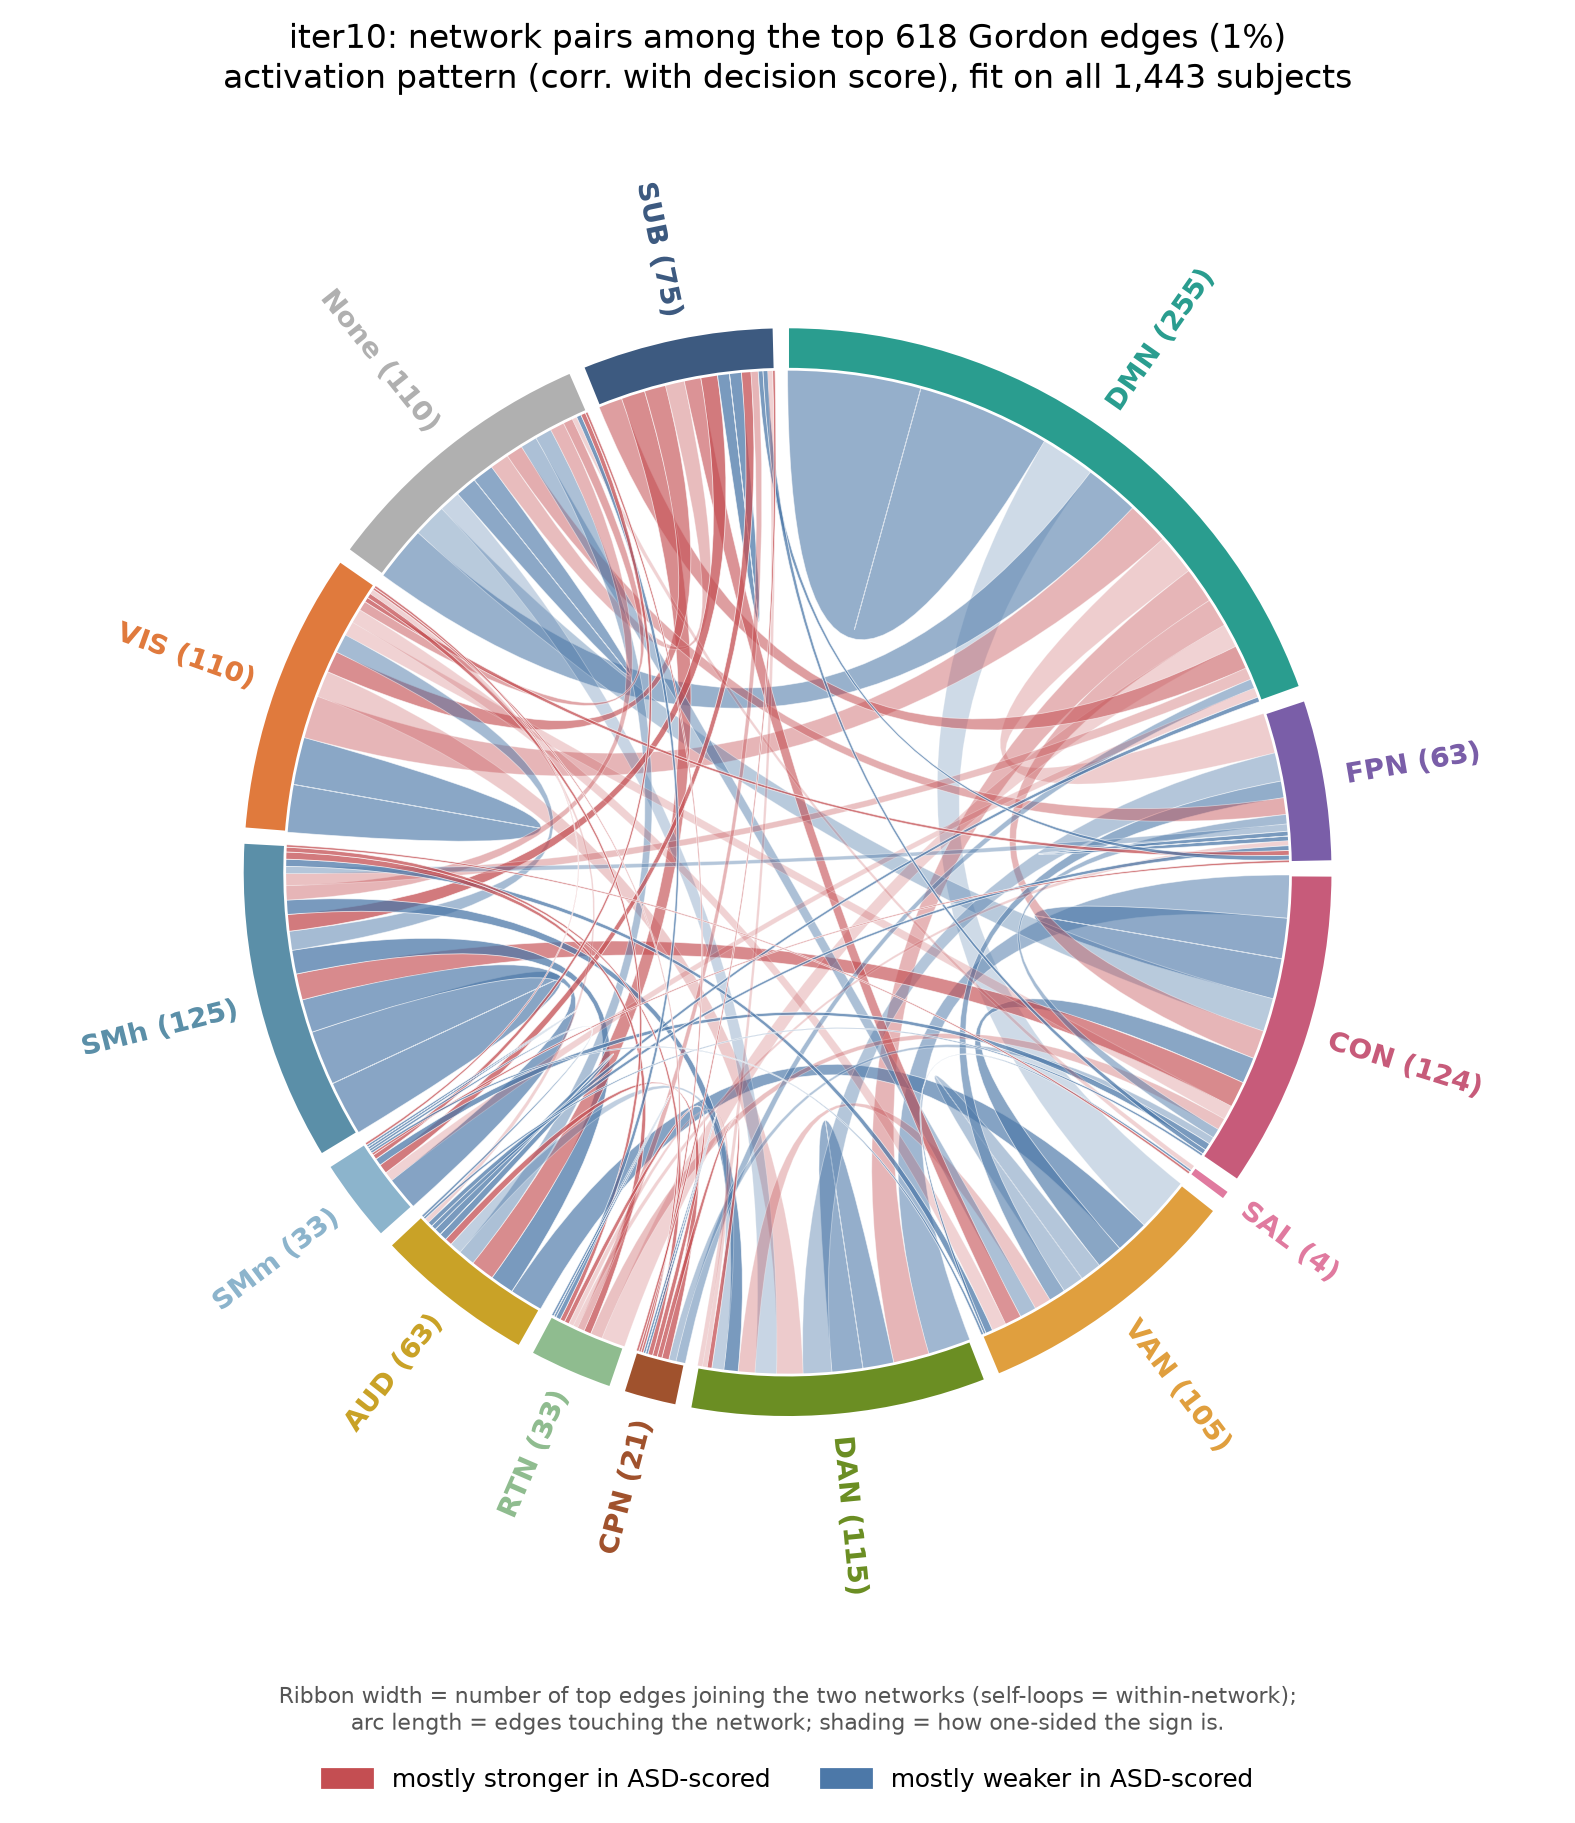 iter10: network pairs among the top 618 Gordon edges (1%)
activation pattern (corr. with decision score), fit on all 1,443 subjects
SUB (75)
DMN (255)
None (110)
FPN (63)
VIS (110)
CON (124)
SMh (125)
SAL (4)
SMm (33)
VAN (105)
AUD (63)
RTN (33)
CPN (21)
DAN (115)
Ribbon width = number of top edges joining the two networks (self-loops = within-network);
arc length = edges touching the network; shading = how one-sided the sign is.
mostly stronger in ASD-scored
mostly weaker in ASD-scored